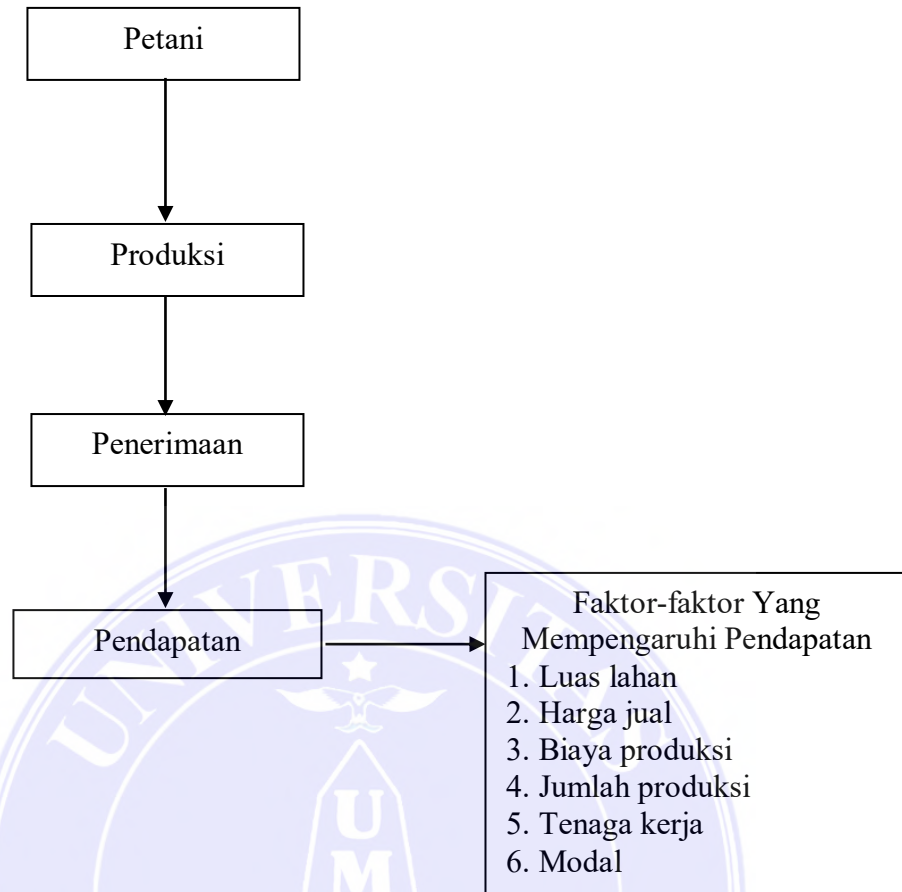 Petani
Produksi
Penerimaan
Pendapatan
Faktor-faktor Yang
Mempengaruhi Pendapatan
1. Luas lahan
2. Harga jual
3. Biaya produksi
4. Jumlah produksi
5. Tenaga kerja
6. Modal
UNIVERSITAS
U
M